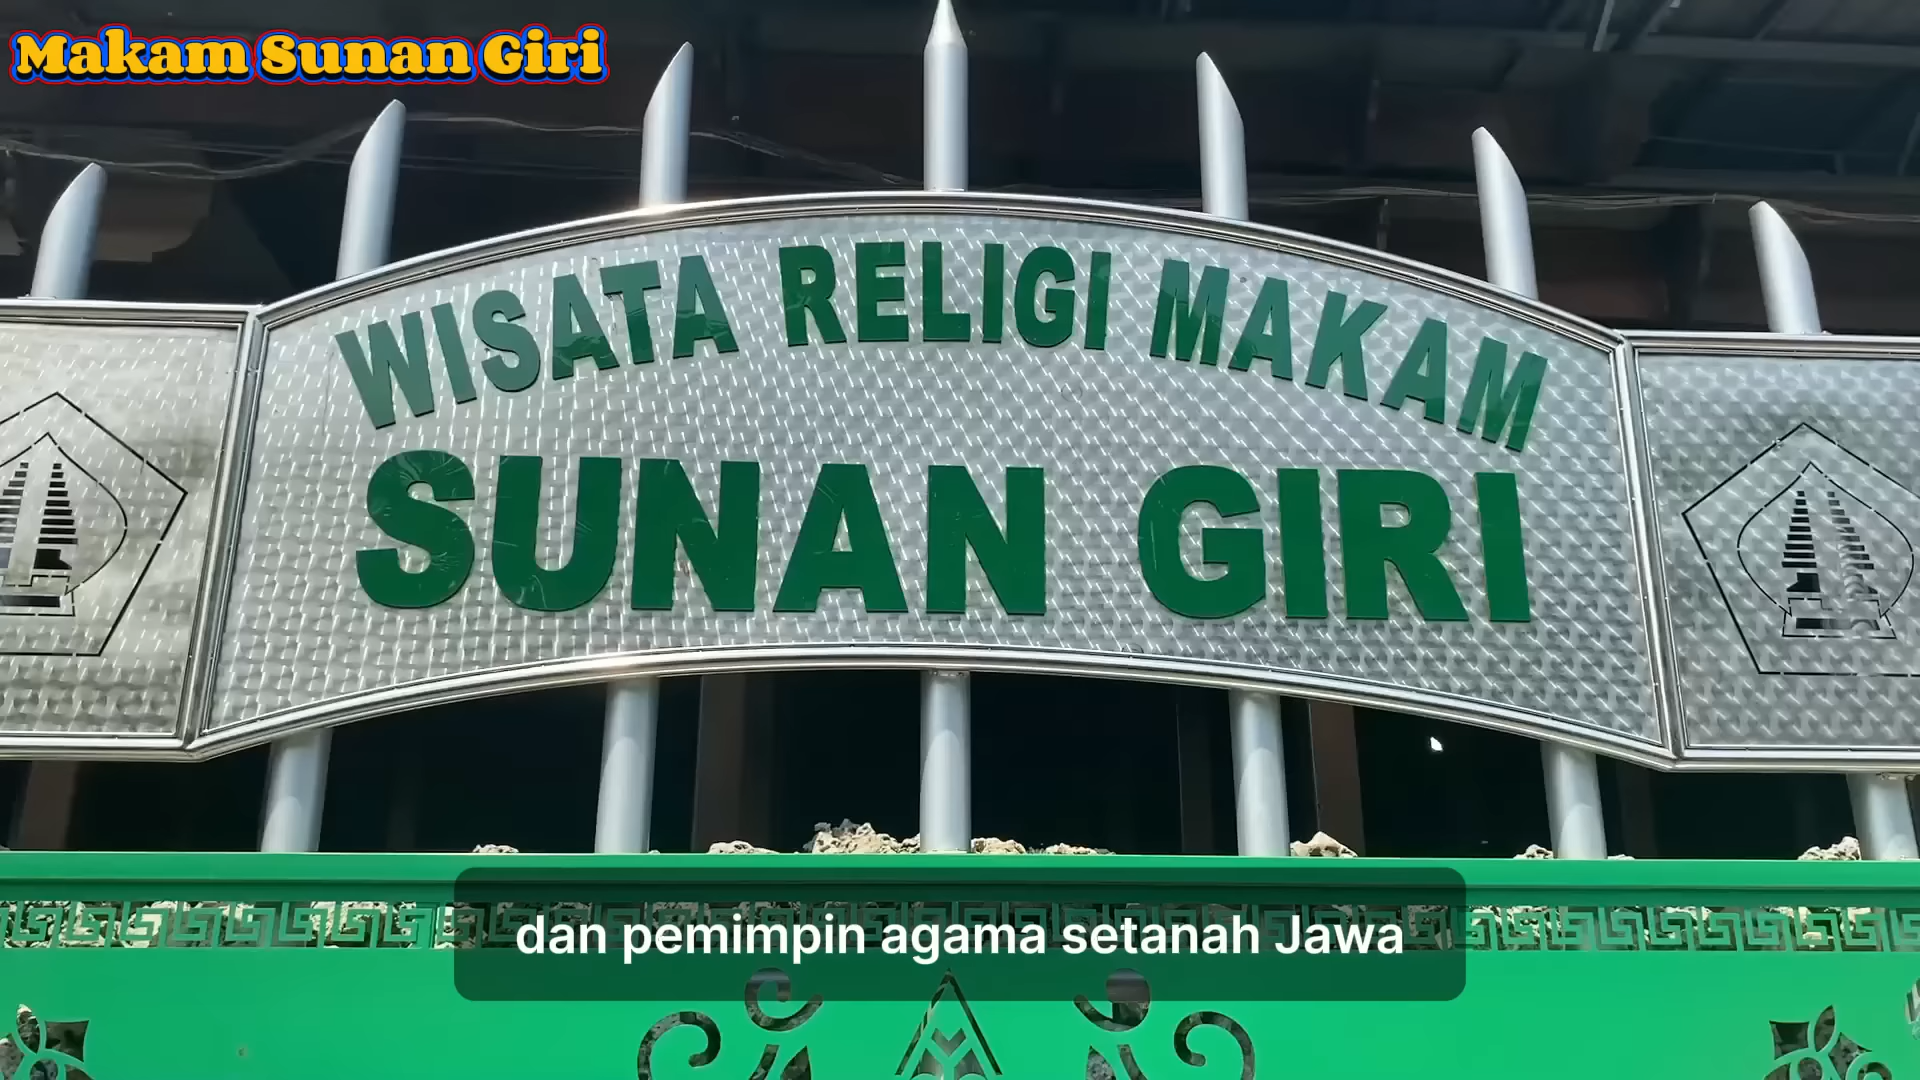 Makam Sunan Giri
WISATA RELIGI MAKAM
SUNAN GIRI
dan pemimpin agama setanah Jawa